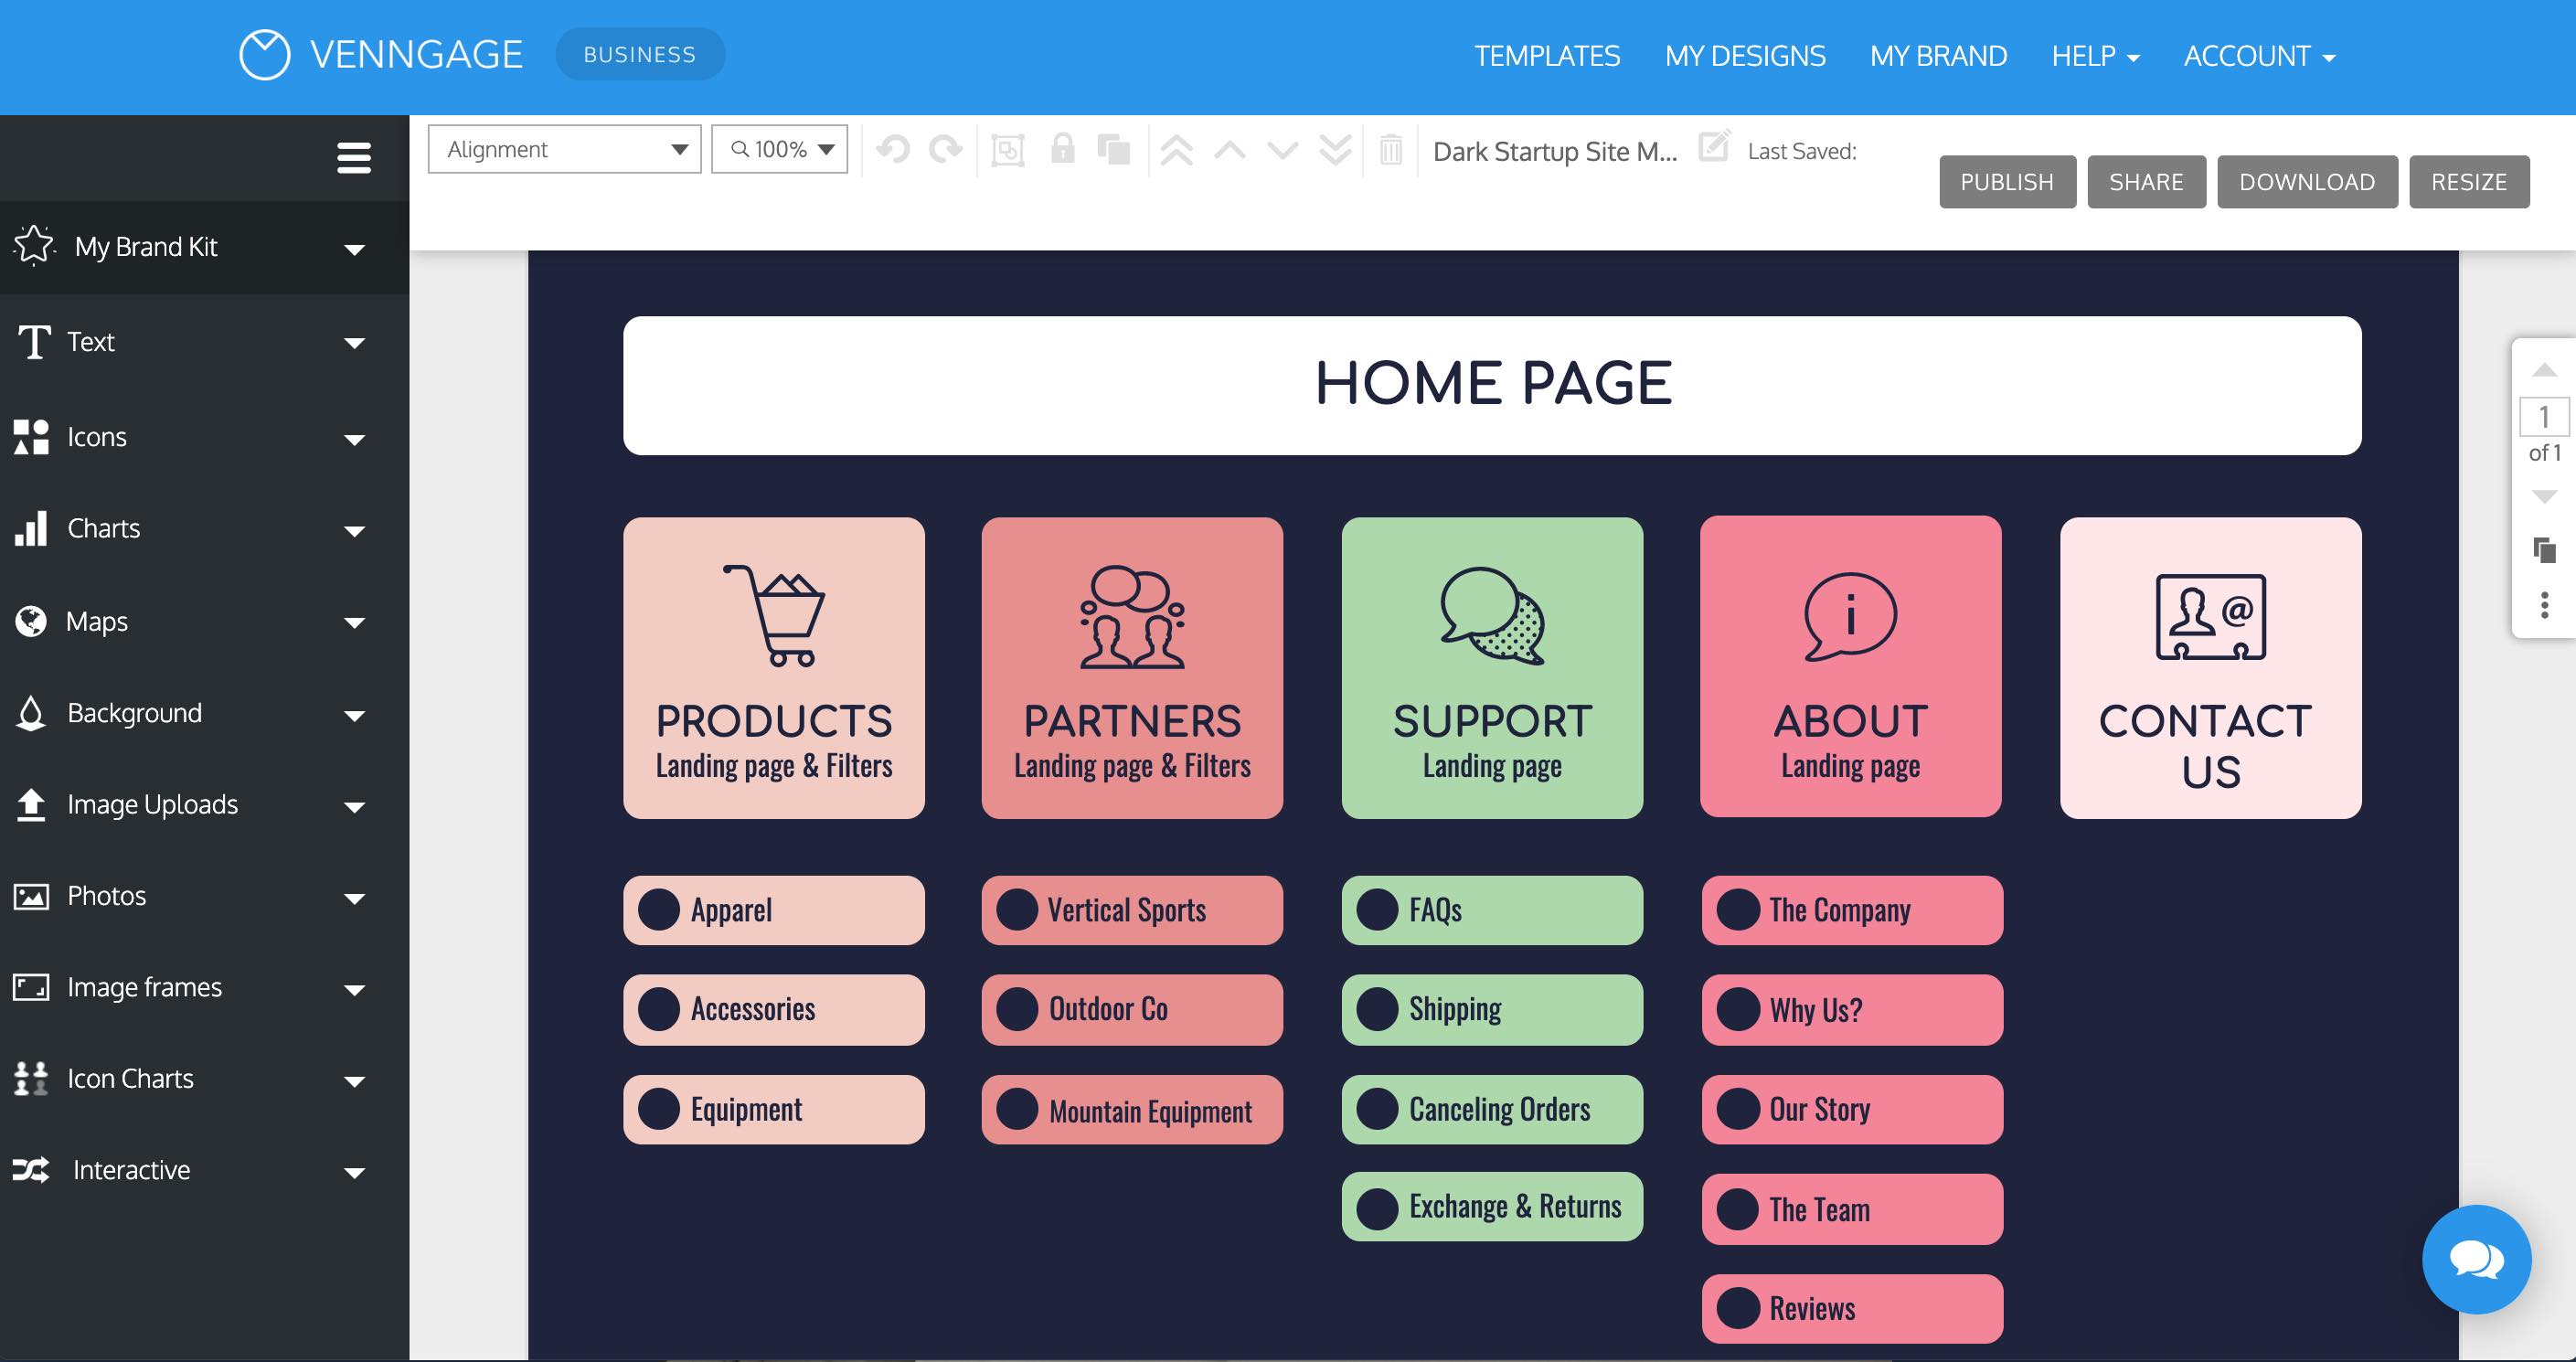 VENNGAGE
BUSINESS
TEMPLATES
MY DESIGNS
MY BRAND
HELP
ACCOUNT
Alignment
100%
Dark Startup Site M...
Last Saved:
PUBLISH
SHARE
DOWNLOAD
RESIZE
My Brand Kit
Text
Icons
Charts
Maps
Background
Image Uploads
Photos
Image frames
Icon Charts
Interactive
HOME PAGE
PRODUCTS
Landing page & Filters
Apparel
Accessories
Equipment
PARTNERS
Landing page & Filters
Vertical Sports
Outdoor Co
Mountain Equipment
SUPPORT
Landing page
FAQs
Shipping
Canceling Orders
Exchange & Returns
i
ABOUT
Landing page
The Company
Why Us?
Our Story
The Team
Reviews
@
CONTACT
US
1
of 1